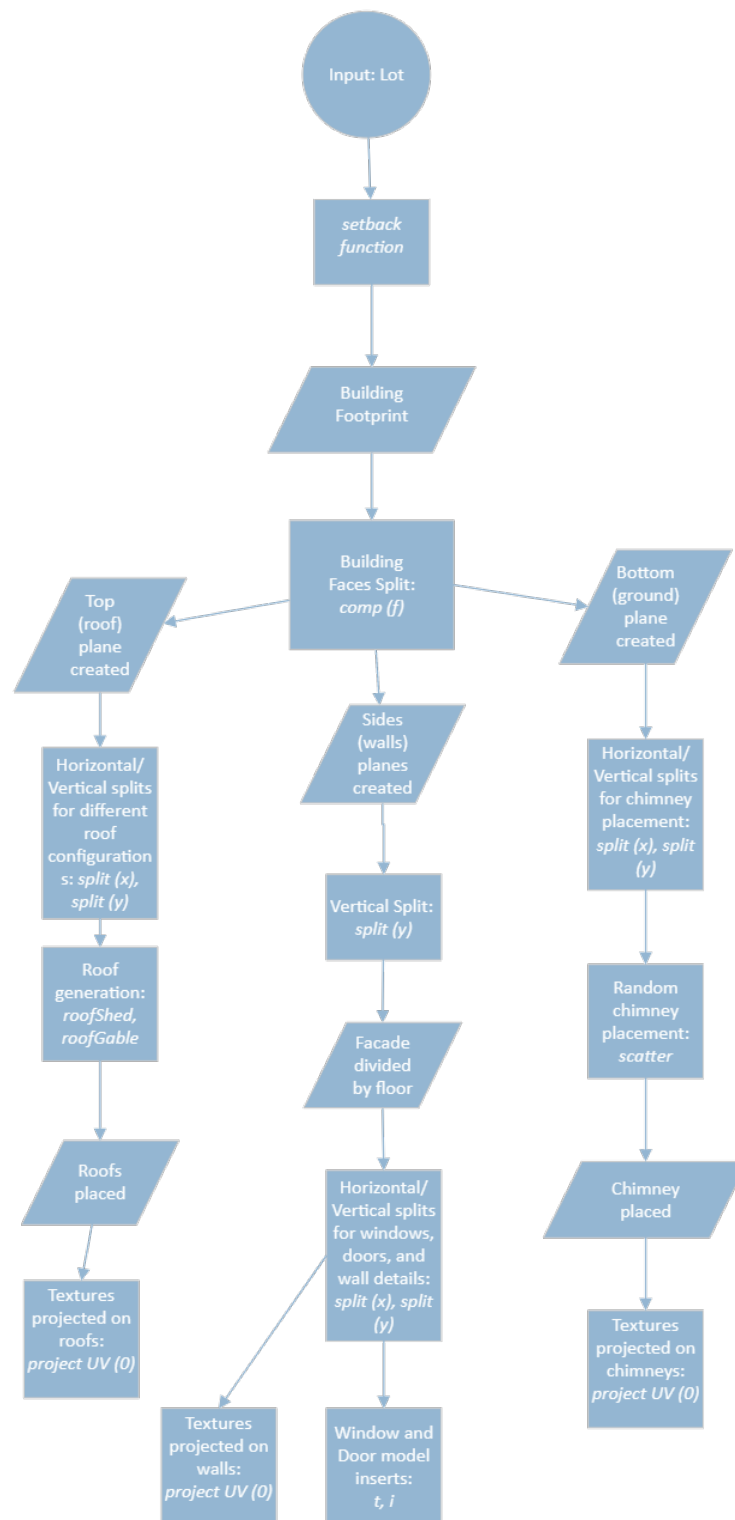 Input: Lot
setback
function
Building
Footprint
Building
Faces Split:
comp (f)
Top
(roof)
plane
created
Horizontal/
Vertical splits
for different
roof
configuration
s: split (x),
split (y)
Roof
generation:
roofShed,
roofGable
Roofs
placed
Textures
projected on
roofs:
project UV (0)
Sides
(walls)
planes
created
Vertical Split:
split (y)
Facade
divided
by floor
Horizontal/
Vertical splits
for windows,
doors, and
wall details:
split (x), split
(y)
Textures
projected on
walls:
project UV (0)
Window and
Door model
inserts:
t, i
Bottom
(ground)
plane
created
Horizontal/
Vertical splits
for chimney
placement:
split (x), split
(y)
Random
chimney
placement:
scatter
Chimney
placed
Textures
projected on
chimneys:
project UV (0)